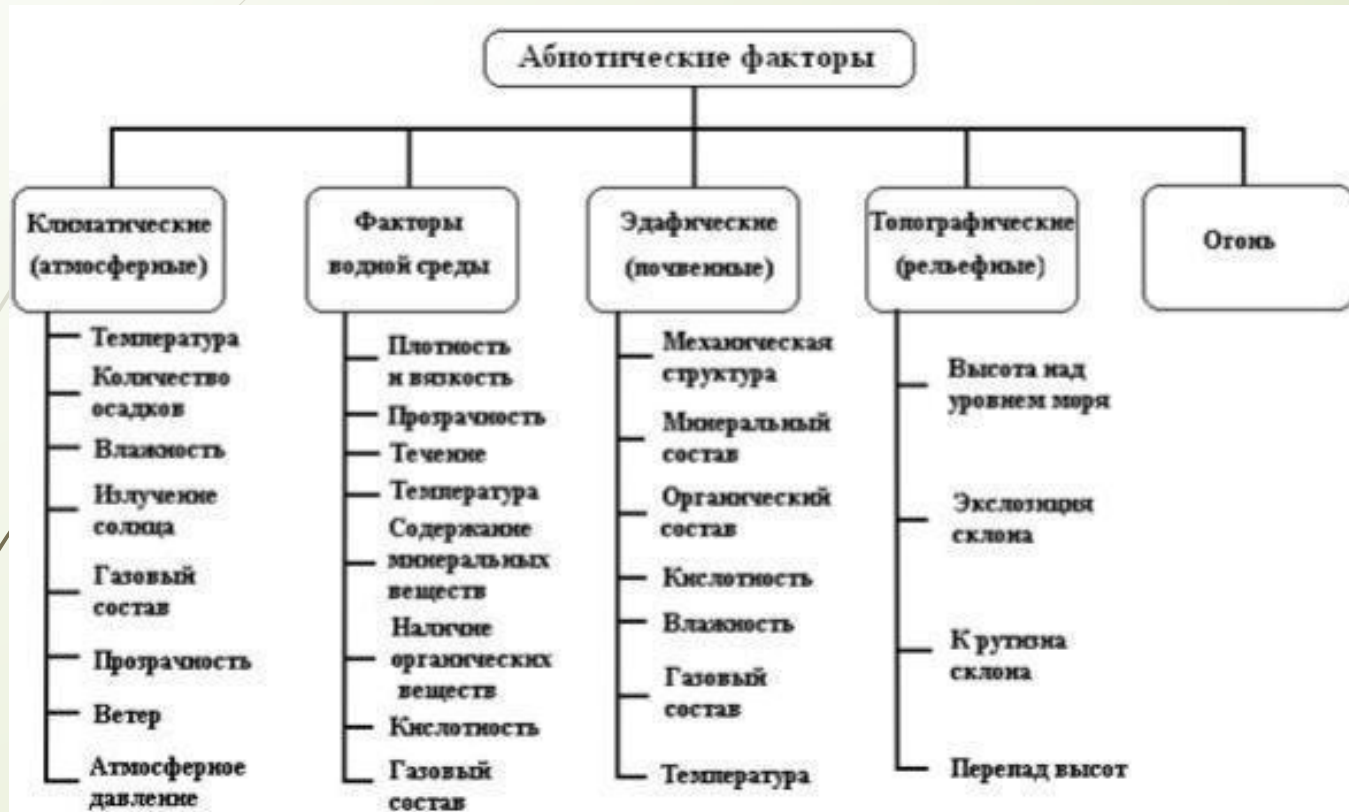 Абиотические факторы
Климатические
(атмосферные)
Температура
Количество
осадков
Влажность
Излучение
солнца
Газовый
состав
Прозрачность
Ветер
Атмосферное
давление
Факторы
водной среды
Плотность
и вязкость
Прозрачность
Течение
Температура
Содержание
минеральных
веществ
Наличие
органических
веществ
Кислотность
Газовый
состав
Эдафические
(почвенные)
Механическая
структура
Минеральный
состав
Органический
состав
Кислотность
Влажность
Газовый
состав
Температура
Топографические
(рельефные)
Высота над
уровнем моря
Экслозиция
склона
К рутизна
склона
Перепад высот
Огонь